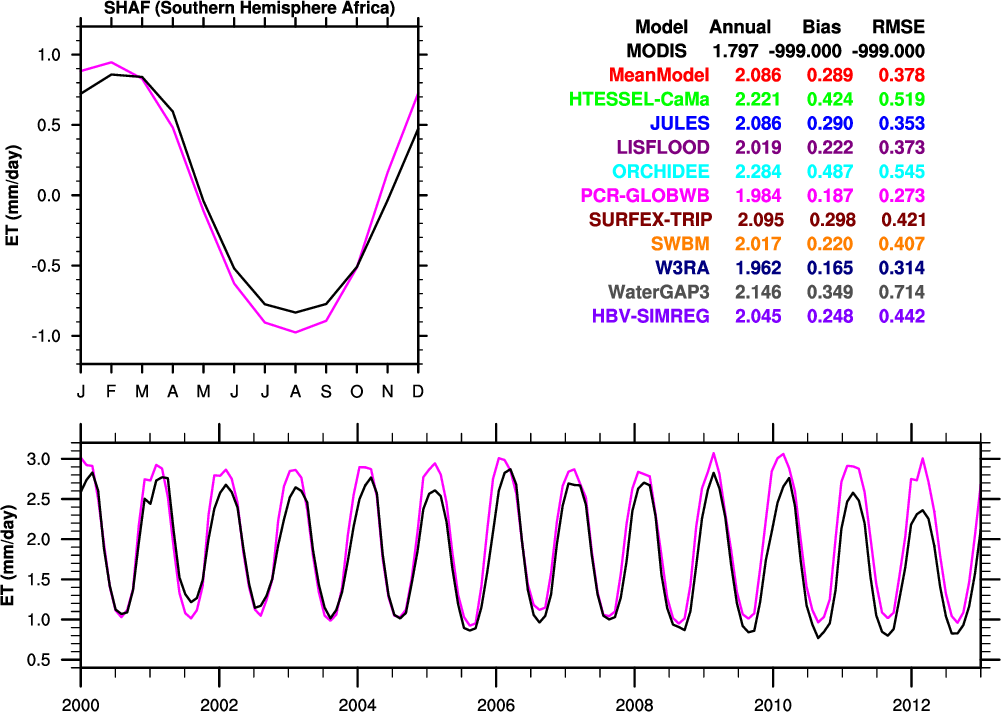 SHAF (Southern Hemisphere Africa)
ET (mm/day)
1.0
0.5
0.0
-0.5
-1.0
J F M A M J J A S O N D
Model Annual Bias RMSE
MODIS 1.797 -999.000 -999.000
MeanModel 2.086 0.289 0.378
HTESSEL-CaMa 2.221 0.424 0.519
JULES 2.086 0.290 0.353
LISFLOOD 2.019 0.222 0.373
ORCHIDEE 2.284 0.487 0.545
PCR-GLOBWB 1.984 0.187 0.273
SURFEX-TRIP 2.095 0.298 0.421
SWBM 2.017 0.220 0.407
W3RA 1.962 0.165 0.314
WaterGAP3 2.146 0.349 0.714
HBV-SIMREG 2.045 0.248 0.442
ET (mm/day)
3.0
2.5
2.0
1.5
1.0
0.5
2000 2002 2004 2006 2008 2010 2012